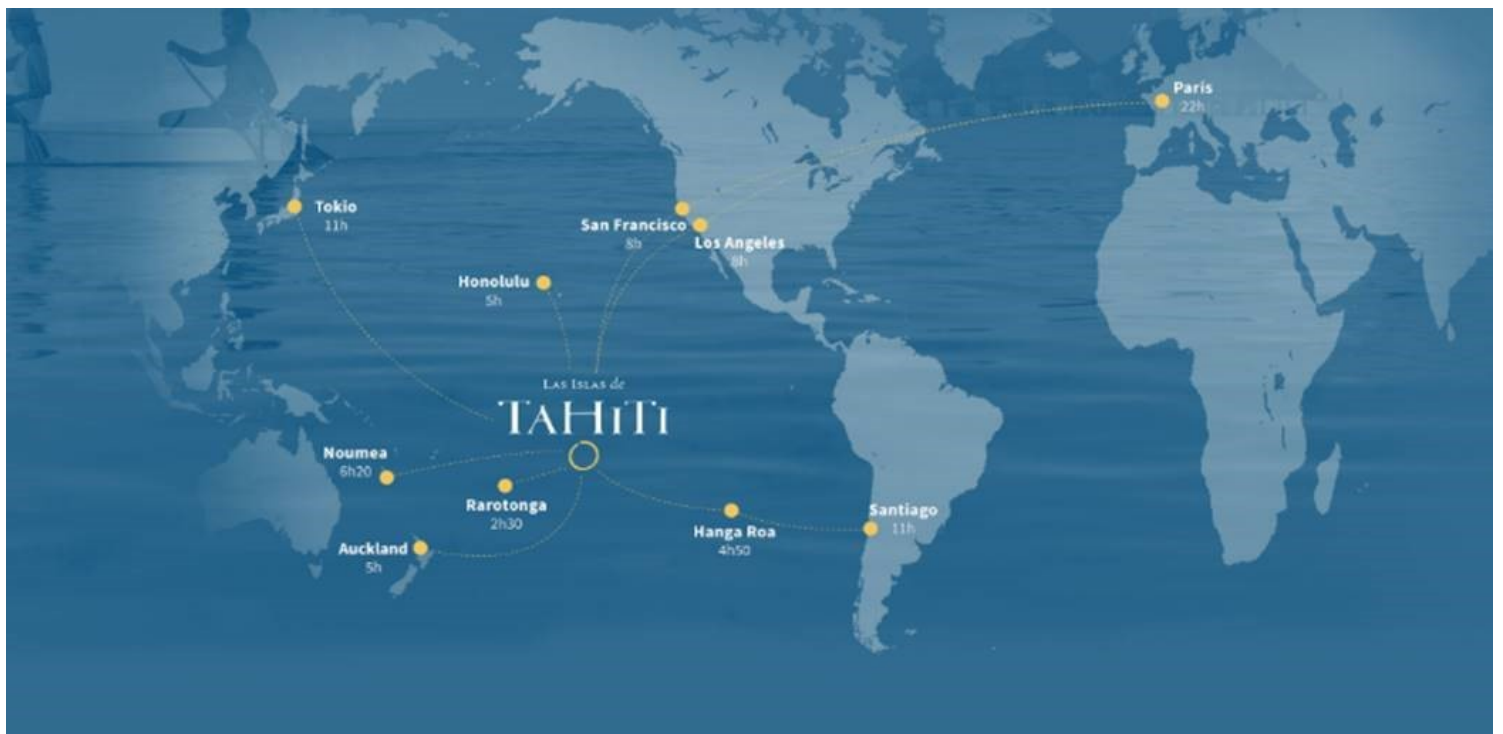 París
22h
Tokio
11h
San Francisco
8h
Los Angeles
8h
Honolulu
5h
LAS ISLAS de
TAHITI
Noumea
6h20
Rarotonga
2h30
Hanga Roa
4h50
Santiago
11h
Auckland
5h